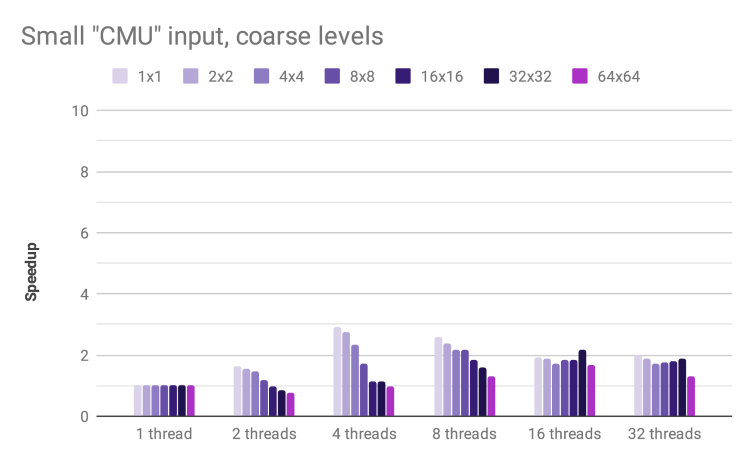 Small "CMU" input, coarse levels
1x1 2x2 4x4 8x8 16x16 32x32 64x64
10
8
6
4
2
0
Speedup
1 thread 2 threads 4 threads 8 threads 16 threads 32 threads